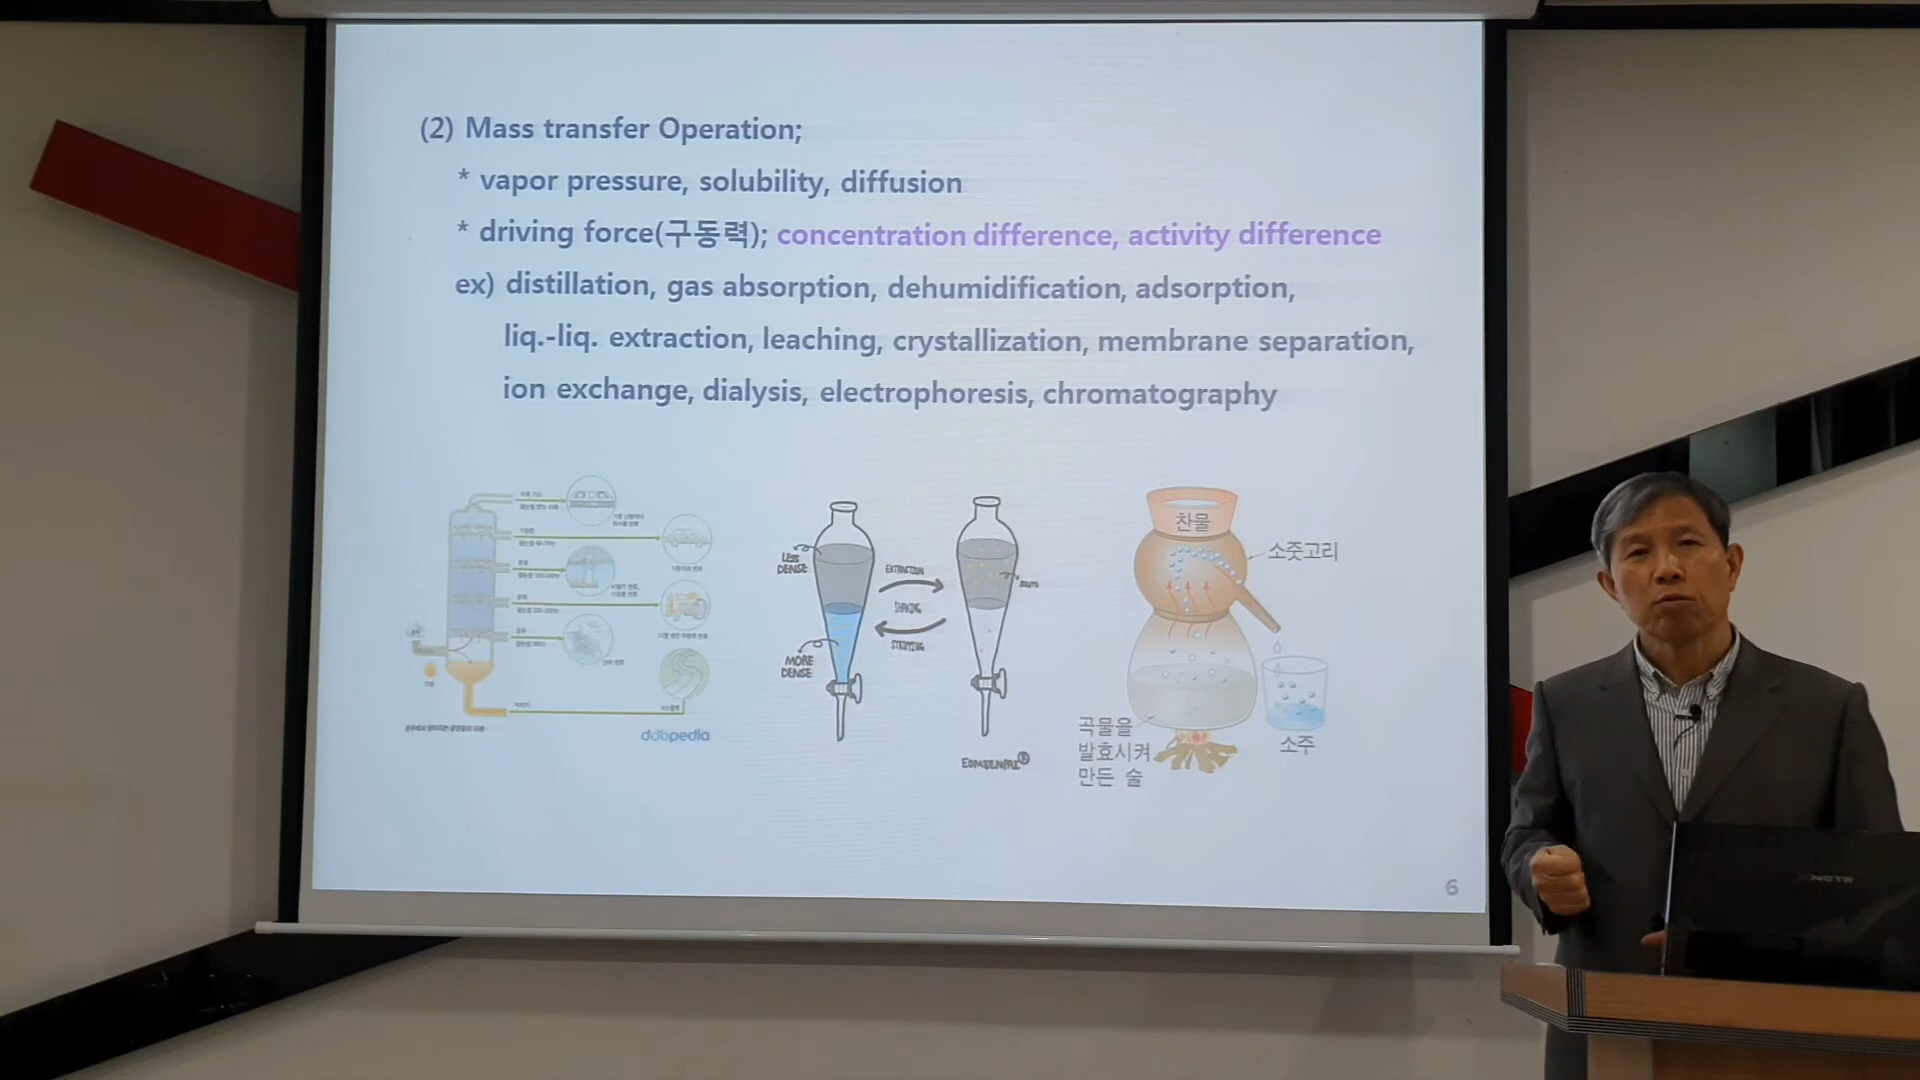 (2) Mass transfer Operation;
* vapor pressure, solubility, diffusion
* driving force(구동력); concentration difference, activity difference
ex) distillation, gas absorption, dehumidification, adsorption,
liq.-liq. extraction, leaching, crystallization, membrane separation,
ion exchange, dialysis, electrophoresis, chromatography
doopedia
LESS
DENSE
MORE
DENSE
EXTRACTION
SHAKING
STRIPPING
찬물
소줏고리
곡물을
발효시켜
만든 술
소주
6